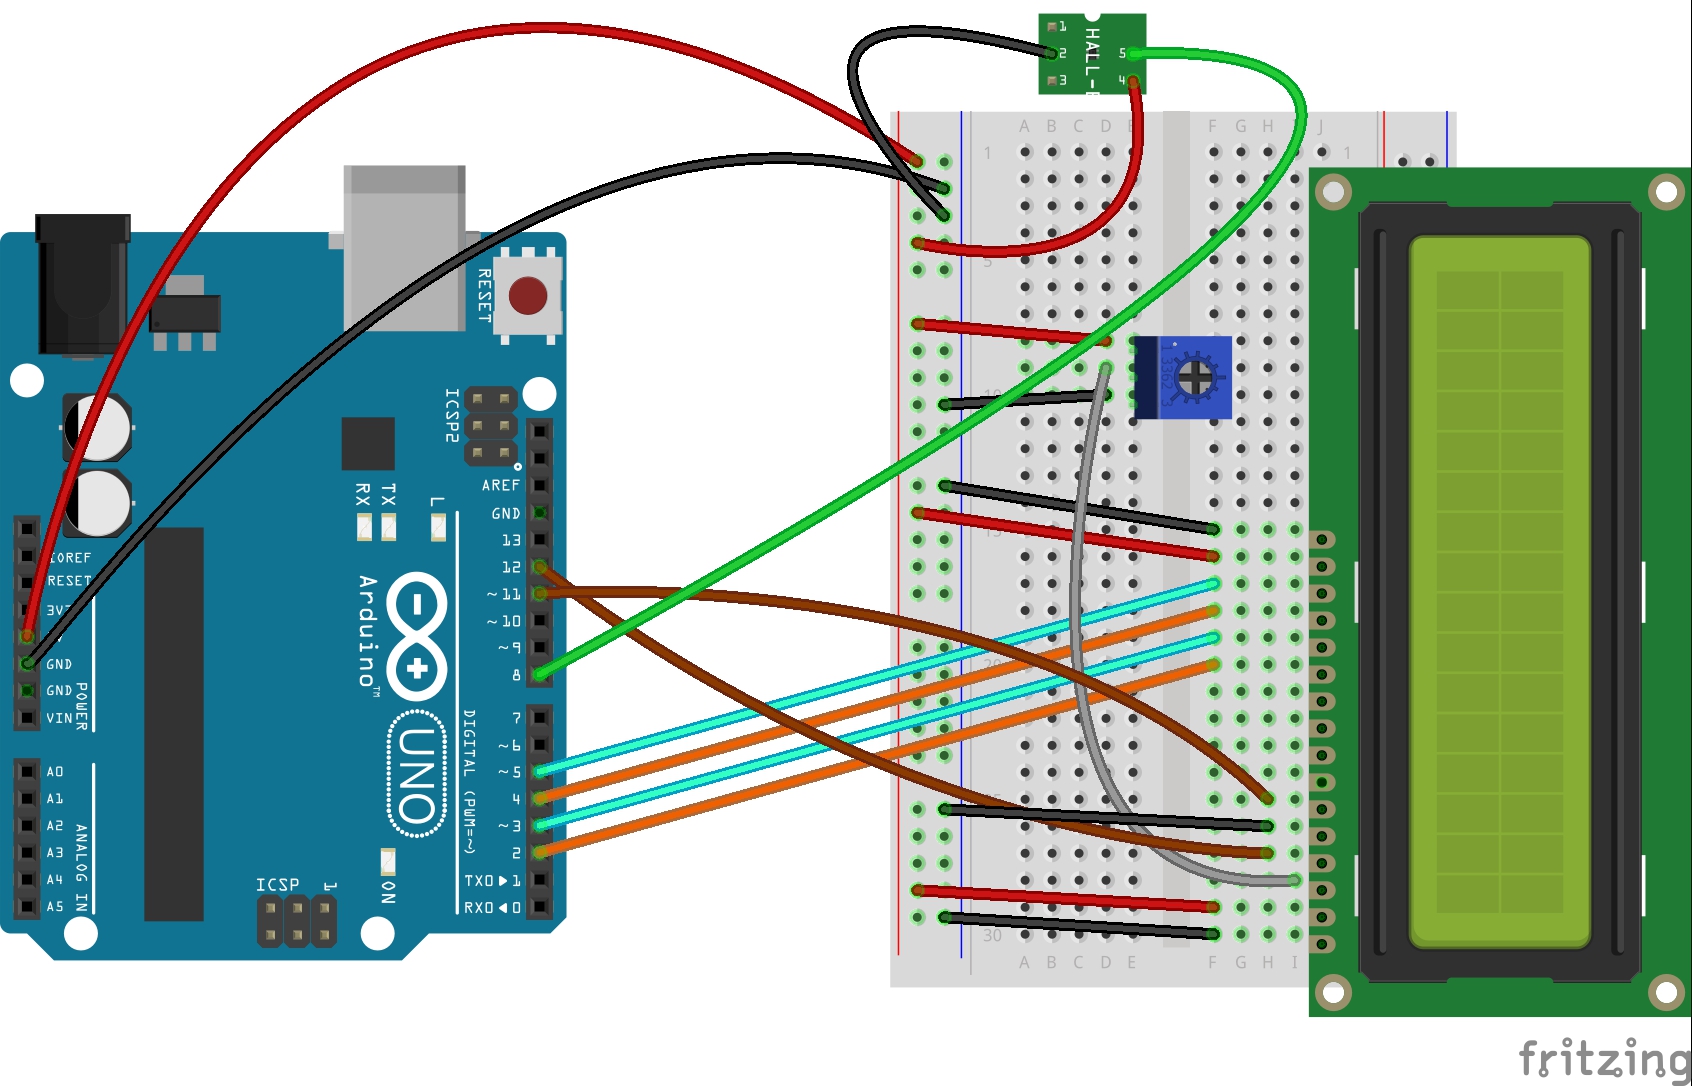 1
2
3
HALL-E
5
4
A B C D E F G H J
1 1
5
10
15
20
25
30
A B C D E F G H I
RESET
ICSP2
AREF
GND
13
12
~11
~10
~9
8
7
~6
~5
4
~3
2
TX0▶1
RX0◀0
RX
TX
L
Arduino™
UNO
DIGITAL (PWM=~)
IOREF
RESET
3V3
V
GND
GND
VIN
POWER
A0
A1
A2
A3
A4
A5
ANALOG IN
ICSP
1
ON
3362
fritzing